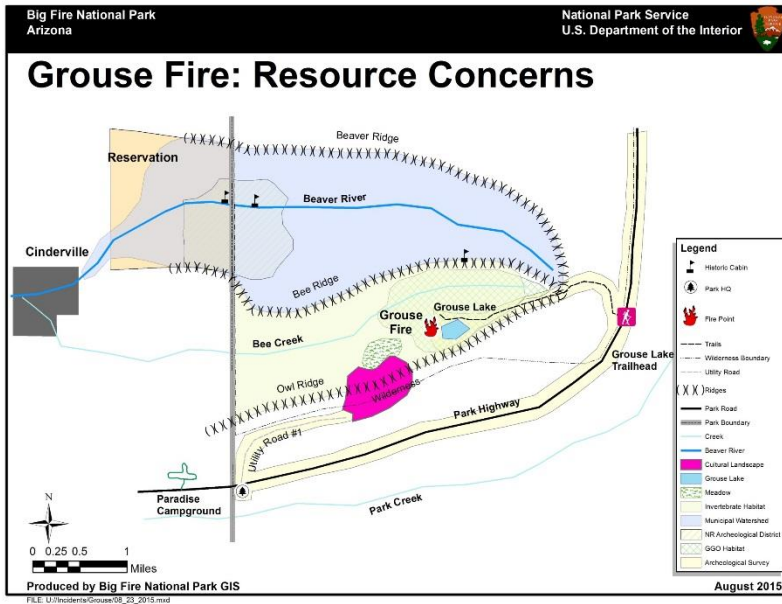 Big Fire National Park
Arizona
National Park Service
U.S. Department of the Interior
Grouse Fire: Resource Concerns
Beaver Ridge
Reservation
Beaver River
Cinderville
Bee Ridge
Grouse Lake
Grouse
Fire
Bee Creek
Grouse Lake
Trailhead
Owl Ridge
Wilderness
Park Highway
Utility Road #1
Paradise
Campground
Park Creek
N
0 0.25 0.5 1
Miles
Legend
Historic Cabin
Park HQ
Fire Point
Trails
Wilderness Boundary
Utility Road
Ridges
Park Road
Park Boundary
Creek
Beaver River
Cultural Landscape
Grouse Lake
Meadow
Invertebrate Habitat
Municipal Watershed
NR Archeological District
GGO Habitat
Archeological Survey
Produced by Big Fire National Park GIS
August 2015
FILE: U://Incidents/Grouse/08_23_2015.mxd